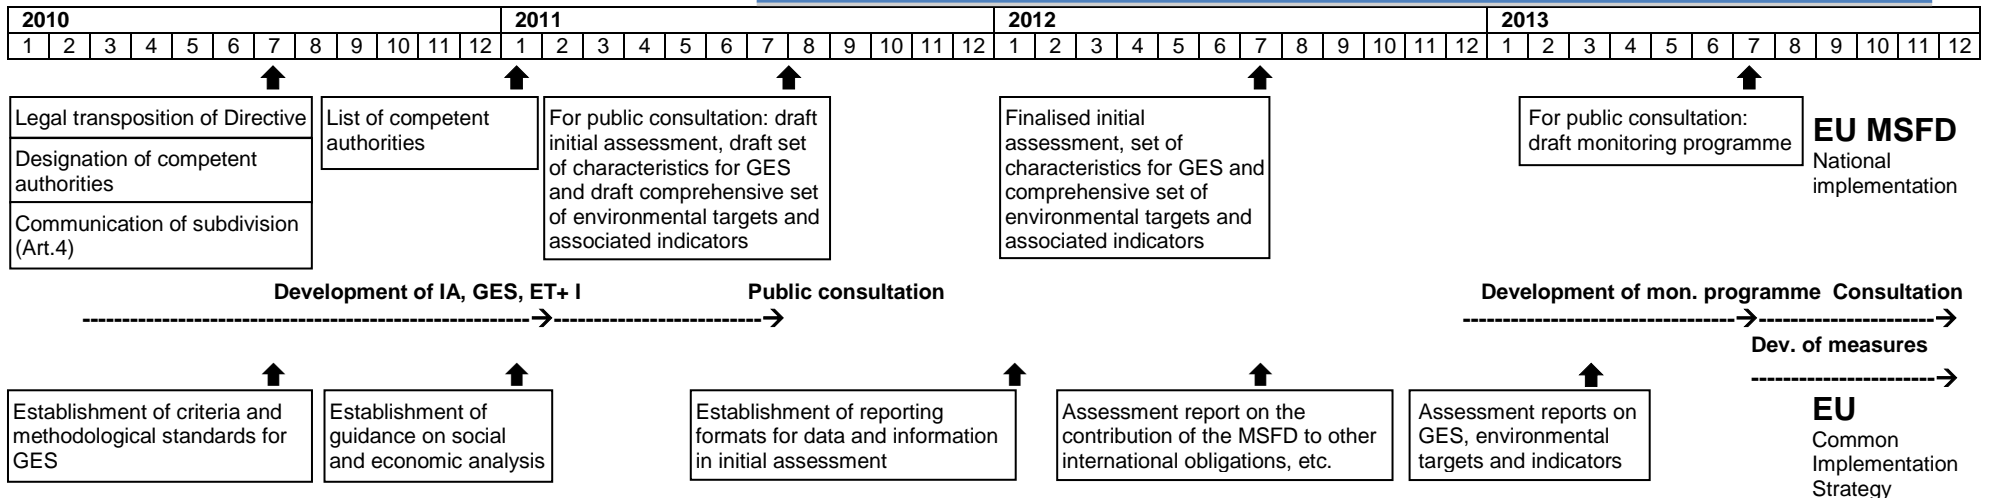 2010 2011 2012 2013
1 2 3 4 5 6 7 8 9 10 11 12 1 2 3 4 5 6 7 8 9 10 11 12 1 2 3 4 5 6 7 8 9 10 11 12 1 2 3 4 5 6 7 8 9 10 11 12
Legal transposition of Directive
Designation of competent
authorities
Communication of subdivision
(Art.4)
List of competent
authorities
For public consultation: draft
initial assessment, draft set
of characteristics for GES
and draft comprehensive set
of environmental targets and
associated indicators
Finalised initial
assessment, set of
characteristics for GES and
comprehensive set of
environmental targets and
associated indicators
For public consultation:
draft monitoring programme
EU MSFD
National
implementation
Development of IA, GES, ET+ I
Public consultation
Development of mon. programme
Consultation
Dev. of measures
Establishment of criteria and
methodological standards for
GES
Establishment of
guidance on social
and economic analysis
Establishment of reporting
formats for data and information
in initial assessment
Assessment report on the
contribution of the MSFD to other
international obligations, etc.
Assessment reports on
GES, environmental
targets and indicators
EU
Common
Implementation
Strategy